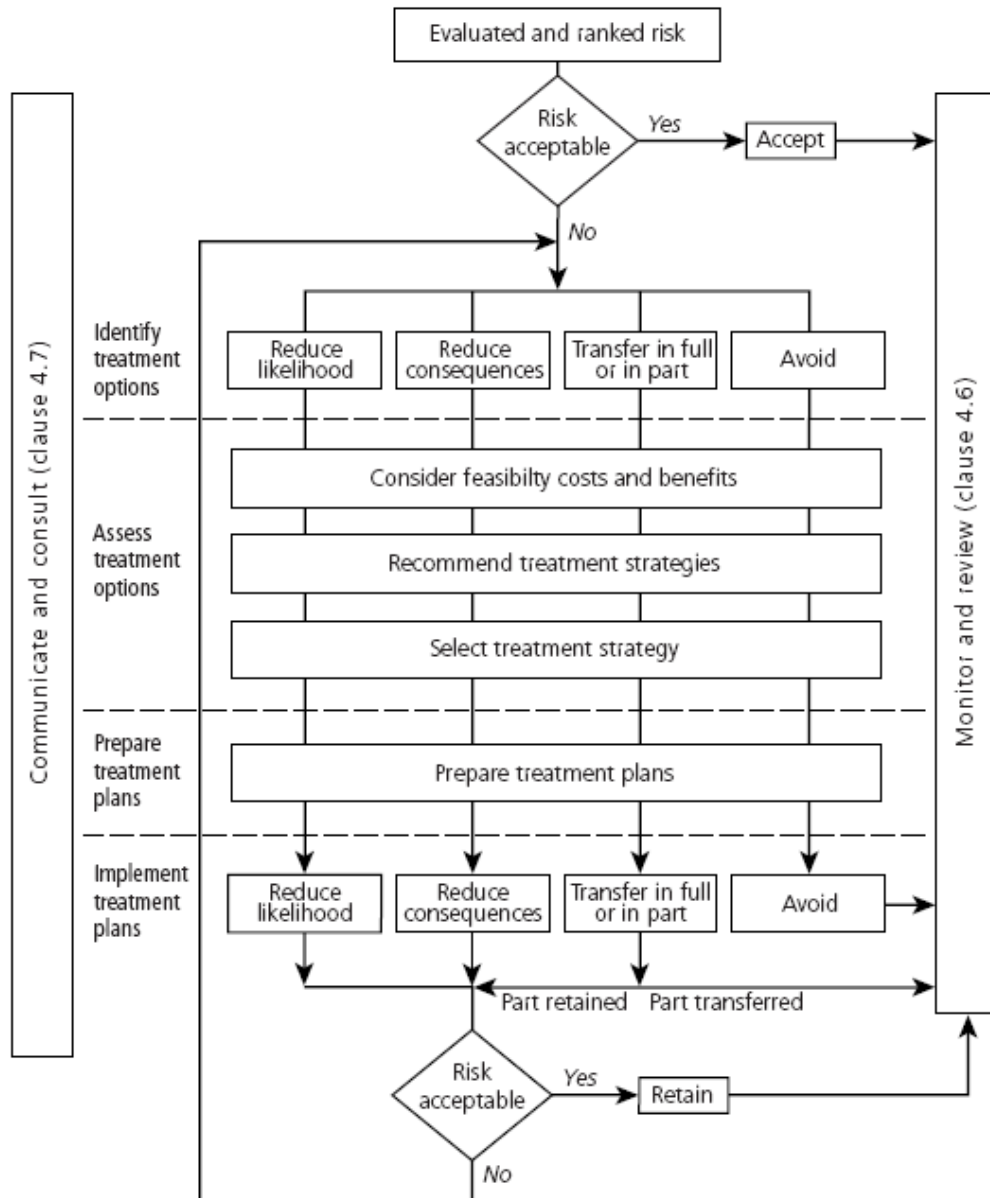 Evaluated and ranked risk
Risk
acceptable
Yes
Accept
No
Communicate and consult (clause 4.7)
Monitor and review (clause 4.6)
Identify
treatment
options
Reduce
likelihood
Reduce
consequences
Transfer in full
or in part
Avoid
Assess
treatment
options
Consider feasibilty costs and benefits
Recommend treatment strategies
Select treatment strategy
Prepare
treatment
plans
Prepare treatment plans
Implement
treatment
plans
Reduce
likelihood
Reduce
consequences
Transfer in full
or in part
Avoid
Part retained
Part transferred
Risk
acceptable
Yes
Retain
No